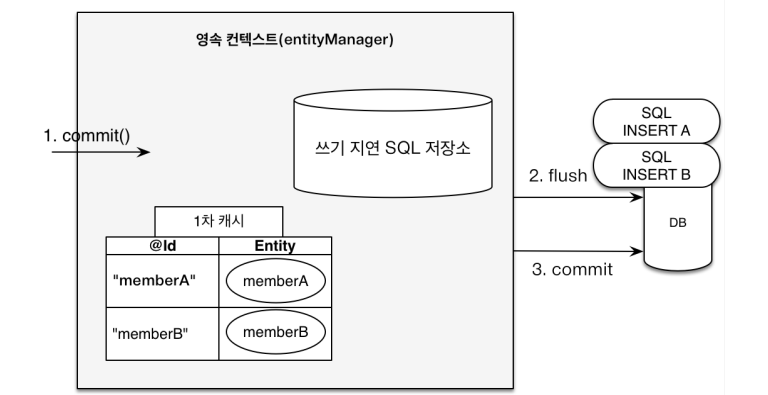 영속 컨텍스트(entityManager)
1. commit()
쓰기 지연 SQL 저장소
SQL
INSERT A
SQL
INSERT B
2. flush
DB
3. commit
1차 캐시
@Id Entity
"memberA" memberA
"memberB" memberB